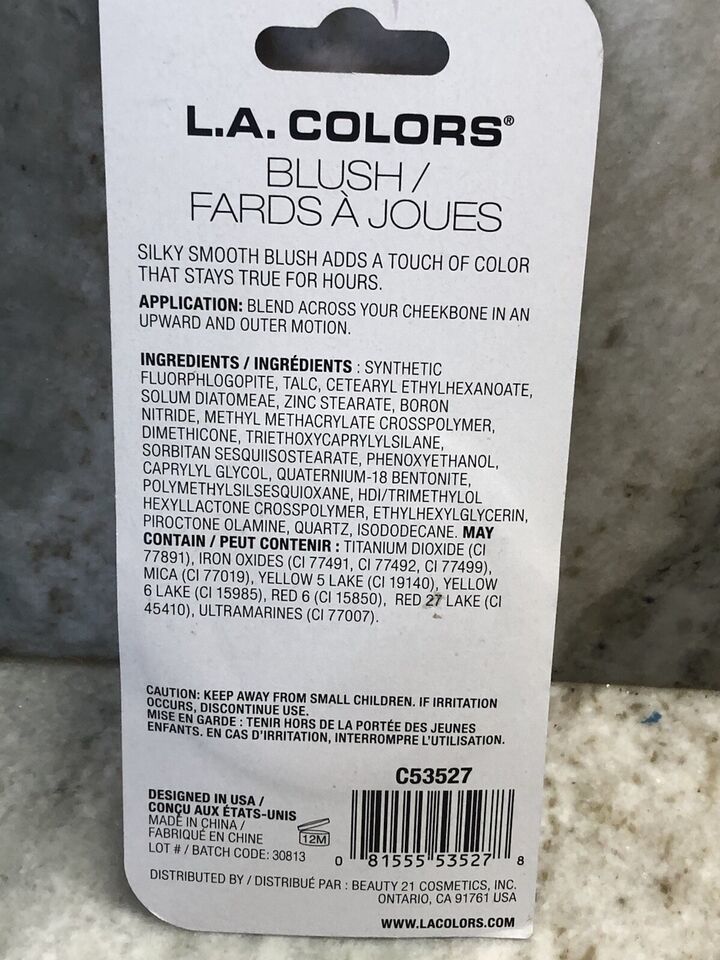 L.A. COLORS®
BLUSH /
FARDS À JOUES
SILKY SMOOTH BLUSH ADDS A TOUCH OF COLOR
THAT STAYS TRUE FOR HOURS.
APPLICATION: BLEND ACROSS YOUR CHEEKBONE IN AN
UPWARD AND OUTER MOTION.
INGREDIENTS / INGRÉDIENTS : SYNTHETIC
FLUORPHLOGOPITE, TALC, CETEARYL ETHYLHEXANOATE,
SOLUM DIATOMEAE, ZINC STEARATE, BORON
NITRIDE, METHYL METHACRYLATE CROSSPOLYMER,
DIMETHICONE, TRIETHOXYCAPRYLYLSILANE,
SORBITAN SESQUIISOSTEARATE, PHENOXYETHANOL,
CAPRYLYL GLYCOL, QUATERNIUM-18 BENTONITE,
POLYMETHYLSILSESQUIOXANE, HDI/TRIMETHYLOL
HEXYLLACTONE CROSSPOLYMER, ETHYLHEXYLGLYCERIN,
PIROCTONE OLAMINE, QUARTZ, ISODODECANE. MAY
CONTAIN / PEUT CONTENIR : TITANIUM DIOXIDE (CI
77891), IRON OXIDES (CI 77491, CI 77492, CI 77499),
MICA (CI 77019), YELLOW 5 LAKE (CI 19140), YELLOW
6 LAKE (CI 15985), RED 6 (CI 15850), RED 27 LAKE (CI
45410), ULTRAMARINES (CI 77007).
CAUTION: KEEP AWAY FROM SMALL CHILDREN. IF IRRITATION
OCCURS, DISCONTINUE USE.
MISE EN GARDE : TENIR HORS DE LA PORTÉE DES JEUNES
ENFANTS. EN CAS D'IRRITATION, INTERROMPRE L'UTILISATION.
C53527
DESIGNED IN USA /
CONÇU AUX ÉTATS-UNIS
MADE IN CHINA /
FABRIQUÉ EN CHINE
LOT # / BATCH CODE: 30813
12M
0 81555 53527 8
DISTRIBUTED BY / DISTRIBUÉ PAR : BEAUTY 21 COSMETICS, INC.
ONTARIO, CA 91761 USA
WWW.LACOLORS.COM